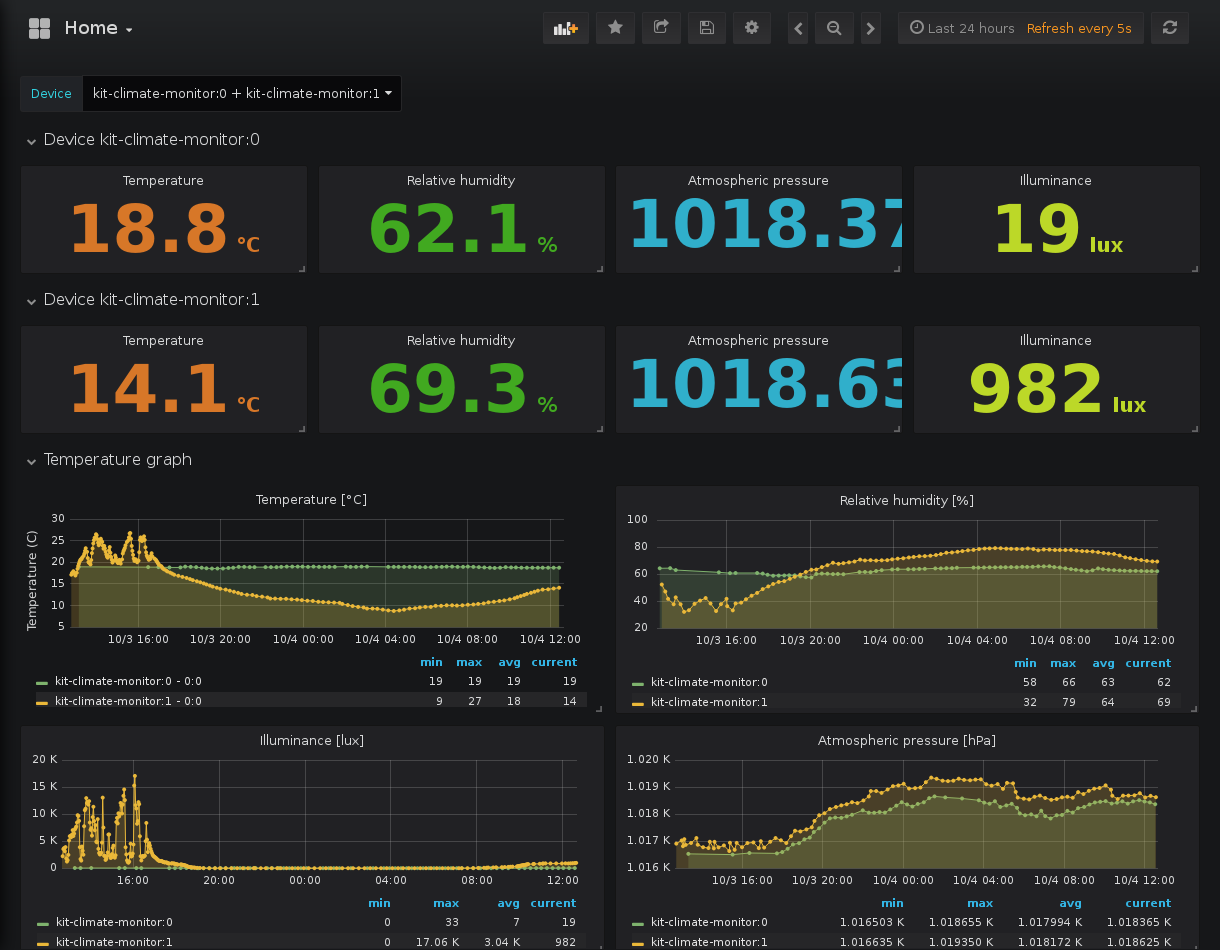 Home
Last 24 hours Refresh every 5s
Device kit-climate-monitor:0 + kit-climate-monitor:1
Device kit-climate-monitor:0
Temperature Relative humidity Atmospheric pressure Illuminance
18.8 °C 62.1 % 1018.37 19 lux
Device kit-climate-monitor:1
Temperature Relative humidity Atmospheric pressure Illuminance
14.1 °C 69.3 % 1018.63 982 lux
Temperature graph
Temperature [°C]
Temperature (C)
30
25
20
15
10
5
10/3 16:00 10/3 20:00 10/4 00:00 10/4 04:00 10/4 08:00 10/4 12:00
min max avg current
kit-climate-monitor:0 - 0:0 19 19 19 19
kit-climate-monitor:1 - 0:0 9 27 18 14
Relative humidity [%]
100
80
60
40
20
10/3 16:00 10/3 20:00 10/4 00:00 10/4 04:00 10/4 08:00 10/4 12:00
min max avg current
kit-climate-monitor:0 58 66 63 62
kit-climate-monitor:1 32 79 64 69
Illuminance [lux]
20 K
15 K
10 K
5 K
0
16:00 20:00 00:00 04:00 08:00 12:00
min max avg current
kit-climate-monitor:0 0 33 7 19
kit-climate-monitor:1 0 17.06 K 3.04 K 982
Atmospheric pressure [hPa]
1.020 K
1.019 K
1.018 K
1.017 K
1.016 K
10/3 16:00 10/3 20:00 10/4 00:00 10/4 04:00 10/4 08:00 10/4 12:00
min max avg current
kit-climate-monitor:0 1.016503 K 1.018655 K 1.017994 K 1.018365 K
kit-climate-monitor:1 1.016635 K 1.019350 K 1.018172 K 1.018625 K